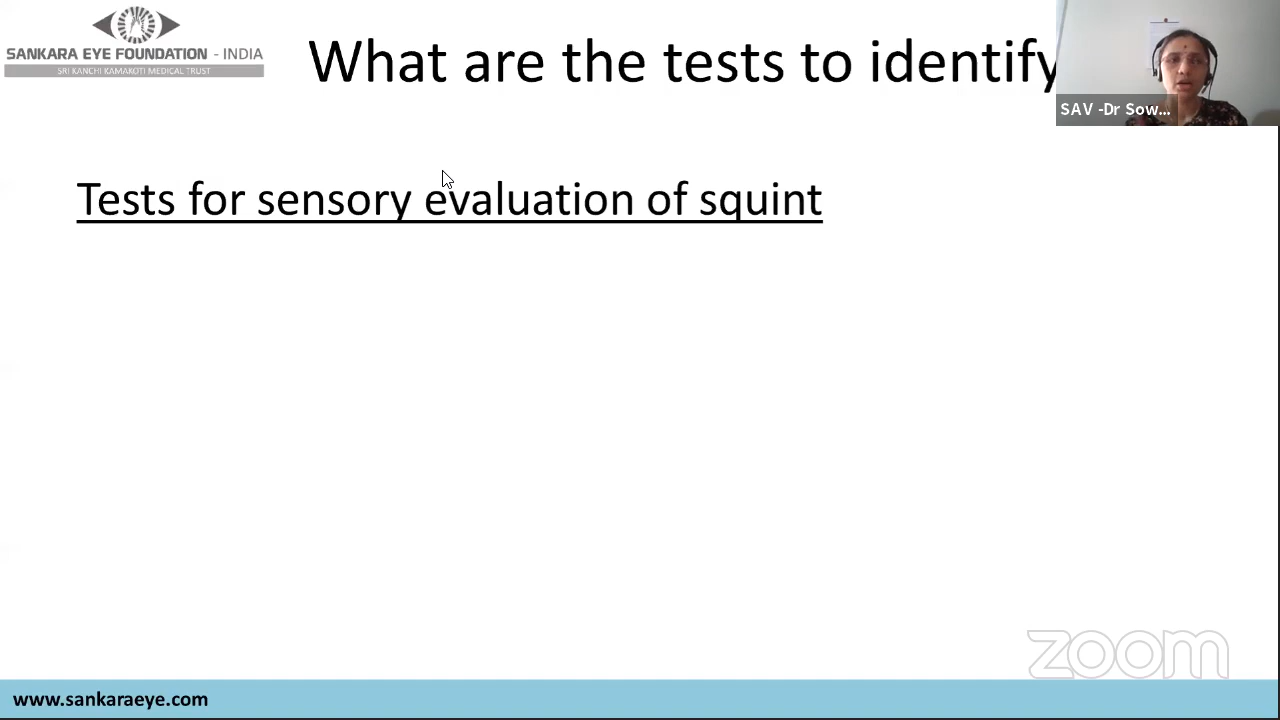 SANKARA EYE FOUNDATION - INDIA
SRI KANCHI KAMAKOTI MEDICAL TRUST
What are the tests to identify
SAV -Dr Sow...
Tests for sensory evaluation of squint
zoom
www.sankaraeye.com